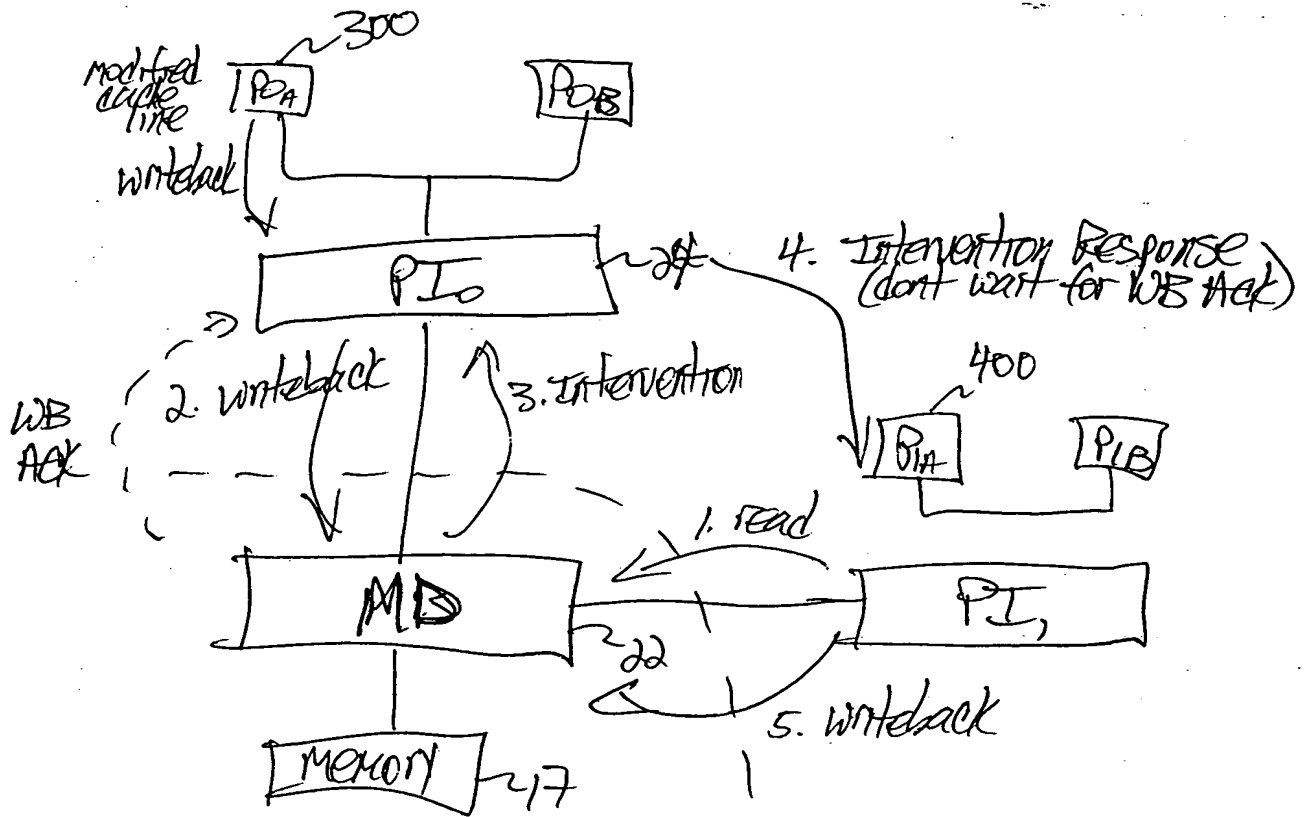 300
modified
cache
line
P0A
P0B
writeback
PI0
24
4. Intervention Response
(dont wait for WB Ack)
2. writeback
3. Intervention
WB
ACK
400
P1A
P1B
1. read
MD
PI1
22
5. writeback
Memory
17